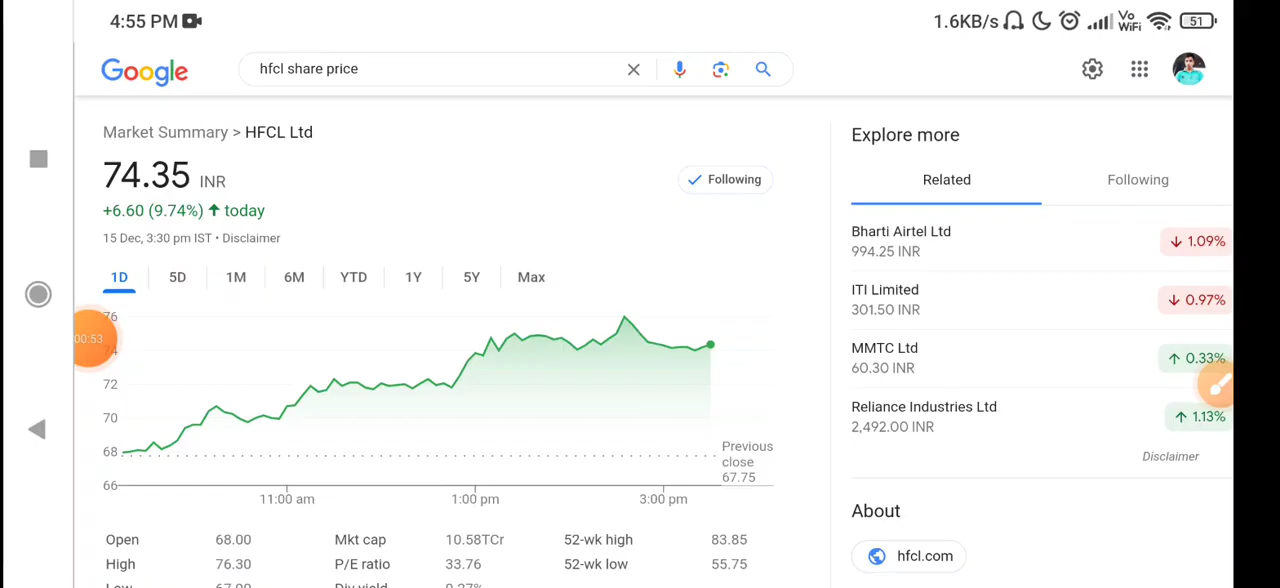 4:55 PM
1.6KB/s Vo WiFi 51
Google
hfcl share price
Market Summary > HFCL Ltd
74.35 INR
Following
+6.60 (9.74%) today
15 Dec, 3:30 pm IST • Disclaimer
1D 5D 1M 6M YTD 1Y 5Y Max
76
74
72
70
68
66
00:53
Previous
close
67.75
11:00 am 1:00 pm 3:00 pm
Open 68.00 Mkt cap 10.58TCr 52-wk high 83.85
High 76.30 P/E ratio 33.76 52-wk low 55.75
Explore more
Related Following
Bharti Airtel Ltd
994.25 INR
1.09%
ITI Limited
301.50 INR
0.97%
MMTC Ltd
60.30 INR
0.33%
Reliance Industries Ltd
2,492.00 INR
1.13%
Disclaimer
About
hfcl.com